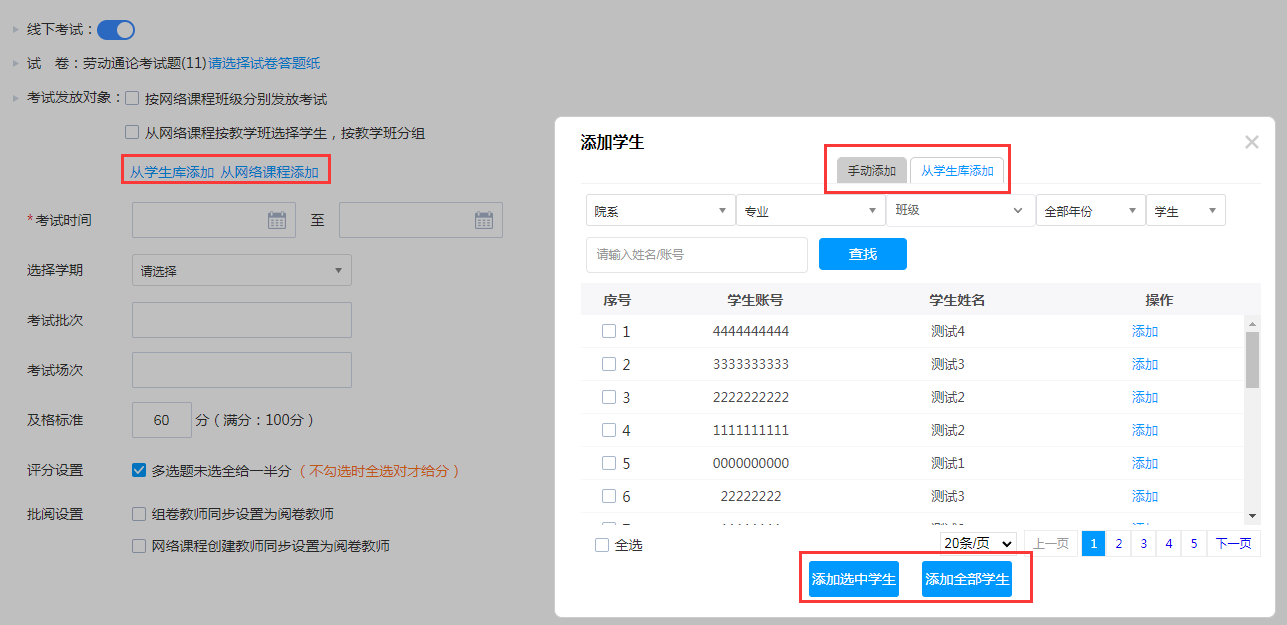 线下考试：
试 卷：劳动通论考试题(11)请选择试卷答题纸
考试发放对象：按网络课程班级分别发放考试
从网络课程按教学班选择学生，按教学班分组
从学生库添加 从网络课程添加
*考试时间 至
选择学期 请选择
考试批次
考试场次
及格标准 60 分（满分：100分）
评分设置 多选题未选全给一半分（不勾选时全选对才给分）
批阅设置 组卷教师同步设置为阅卷教师
网络课程创建教师同步设置为阅卷教师
添加学生
手动添加 从学生库添加
院系 专业 班级 全部年份 学生
请输入姓名/账号 查找
序号 学生账号 学生姓名 操作
1 4444444444 测试4 添加
2 3333333333 测试3 添加
3 2222222222 测试2 添加
4 1111111111 测试2 添加
5 0000000000 测试1 添加
6 22222222 测试3 添加
全选 20条/页 上一页 1 2 3 4 5 下一页
添加选中学生 添加全部学生